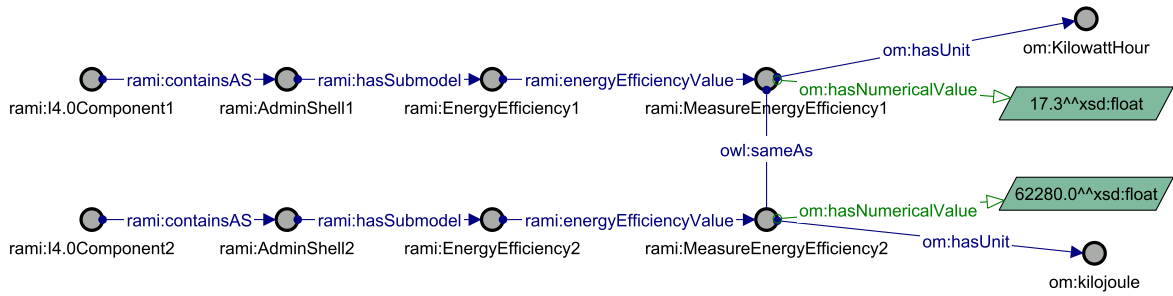 om:hasUnit
om:KilowattHour
rami:containsAS
rami:hasSubmodel
rami:energyEfficiencyValue
om:hasNumericalValue
17.3^^xsd:float
rami:I4.0Component1
rami:AdminShell1
rami:EnergyEfficiency1
rami:MeasureEnergyEfficiency1
owl:sameAs
62280.0^^xsd:float
om:hasNumericalValue
rami:containsAS
rami:hasSubmodel
rami:energyEfficiencyValue
rami:I4.0Component2
rami:AdminShell2
rami:EnergyEfficiency2
rami:MeasureEnergyEfficiency2
om:hasUnit
om:kilojoule